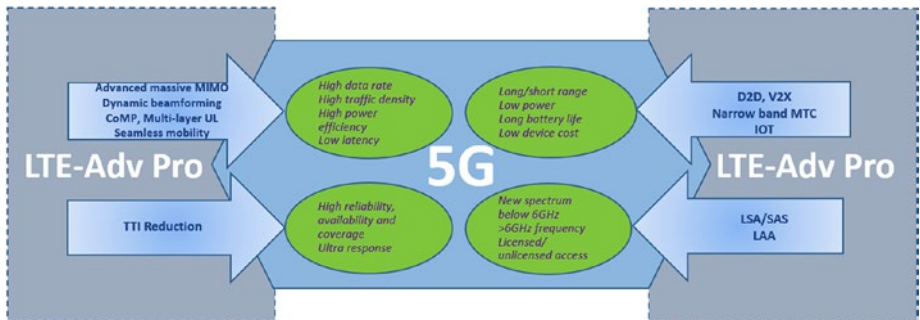 Advanced massive MIMO
Dynamic beamforming
CoMP, Multi-layer UL
Seamless mobility
High data rate
High traffic density
High power
efficiency
Low latency
Long/short range
Low power
Long battery life
Low device cost
D2D, V2X
Narrow band MTC
IOT
LTE-Adv Pro
5G
LTE-Adv Pro
TTI Reduction
High reliability,
availability and
coverage
Ultra response
New spectrum
below 6GHz
>6GHz frequency
Licensed/
unlicensed access
LSA/SAS
LAA